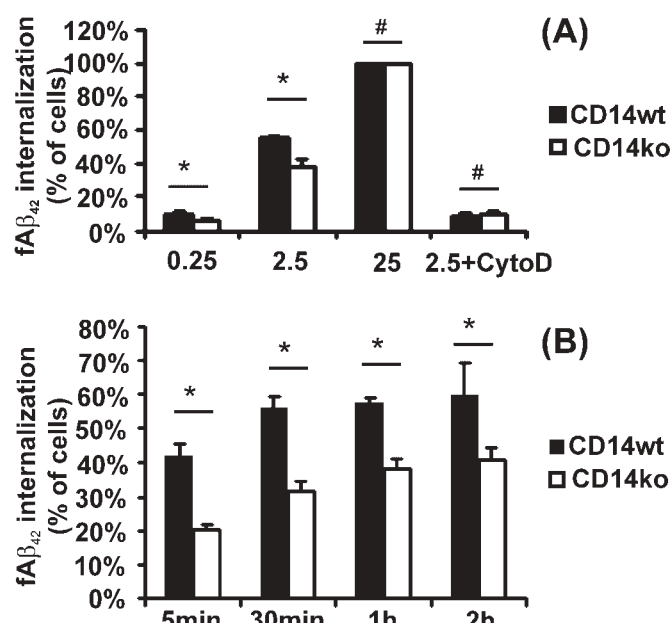 (A)
fAβ42 internalization
(% of cells)
120%
100%
80%
60%
40%
20%
0%
* * # #
0.25 2.5 25 2.5+CytoD
CD14wt
CD14ko
(B)
fAβ42 internalization
(% of cells)
80%
70%
60%
50%
40%
30%
20%
10%
0%
* * * *
5min 30min 1h 2h
CD14wt
CD14ko